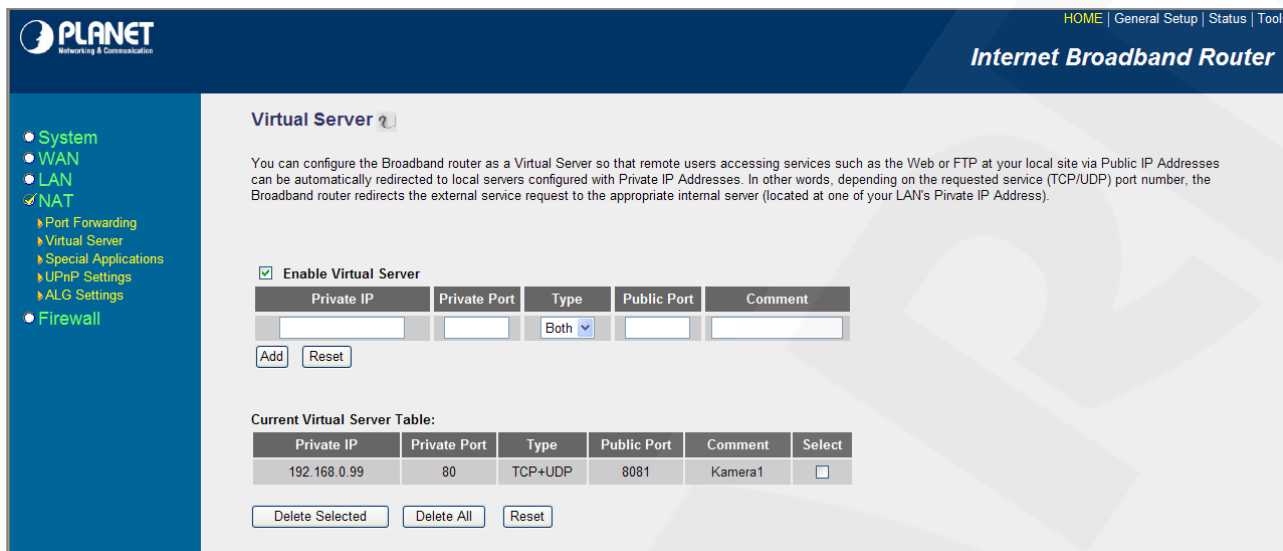 PLANET
Networking & Communication
HOME | General Setup | Status | Tool
Internet Broadband Router
System
WAN
LAN
NAT
Port Forwarding
Virtual Server
Special Applications
UPnP Settings
ALG Settings
Firewall
Virtual Server
You can configure the Broadband router as a Virtual Server so that remote users accessing services such as the Web or FTP at your local site via Public IP Addresses
can be automatically redirected to local servers configured with Private IP Addresses. In other words, depending on the requested service (TCP/UDP) port number, the
Broadband router redirects the external service request to the appropriate internal server (located at one of your LAN's Private IP Address).
Enable Virtual Server
Private IP Private Port Type Public Port Comment
Both
Add Reset
Current Virtual Server Table:
Private IP Private Port Type Public Port Comment Select
192.168.0.99 80 TCP+UDP 8081 Kamera1
Delete Selected Delete All Reset